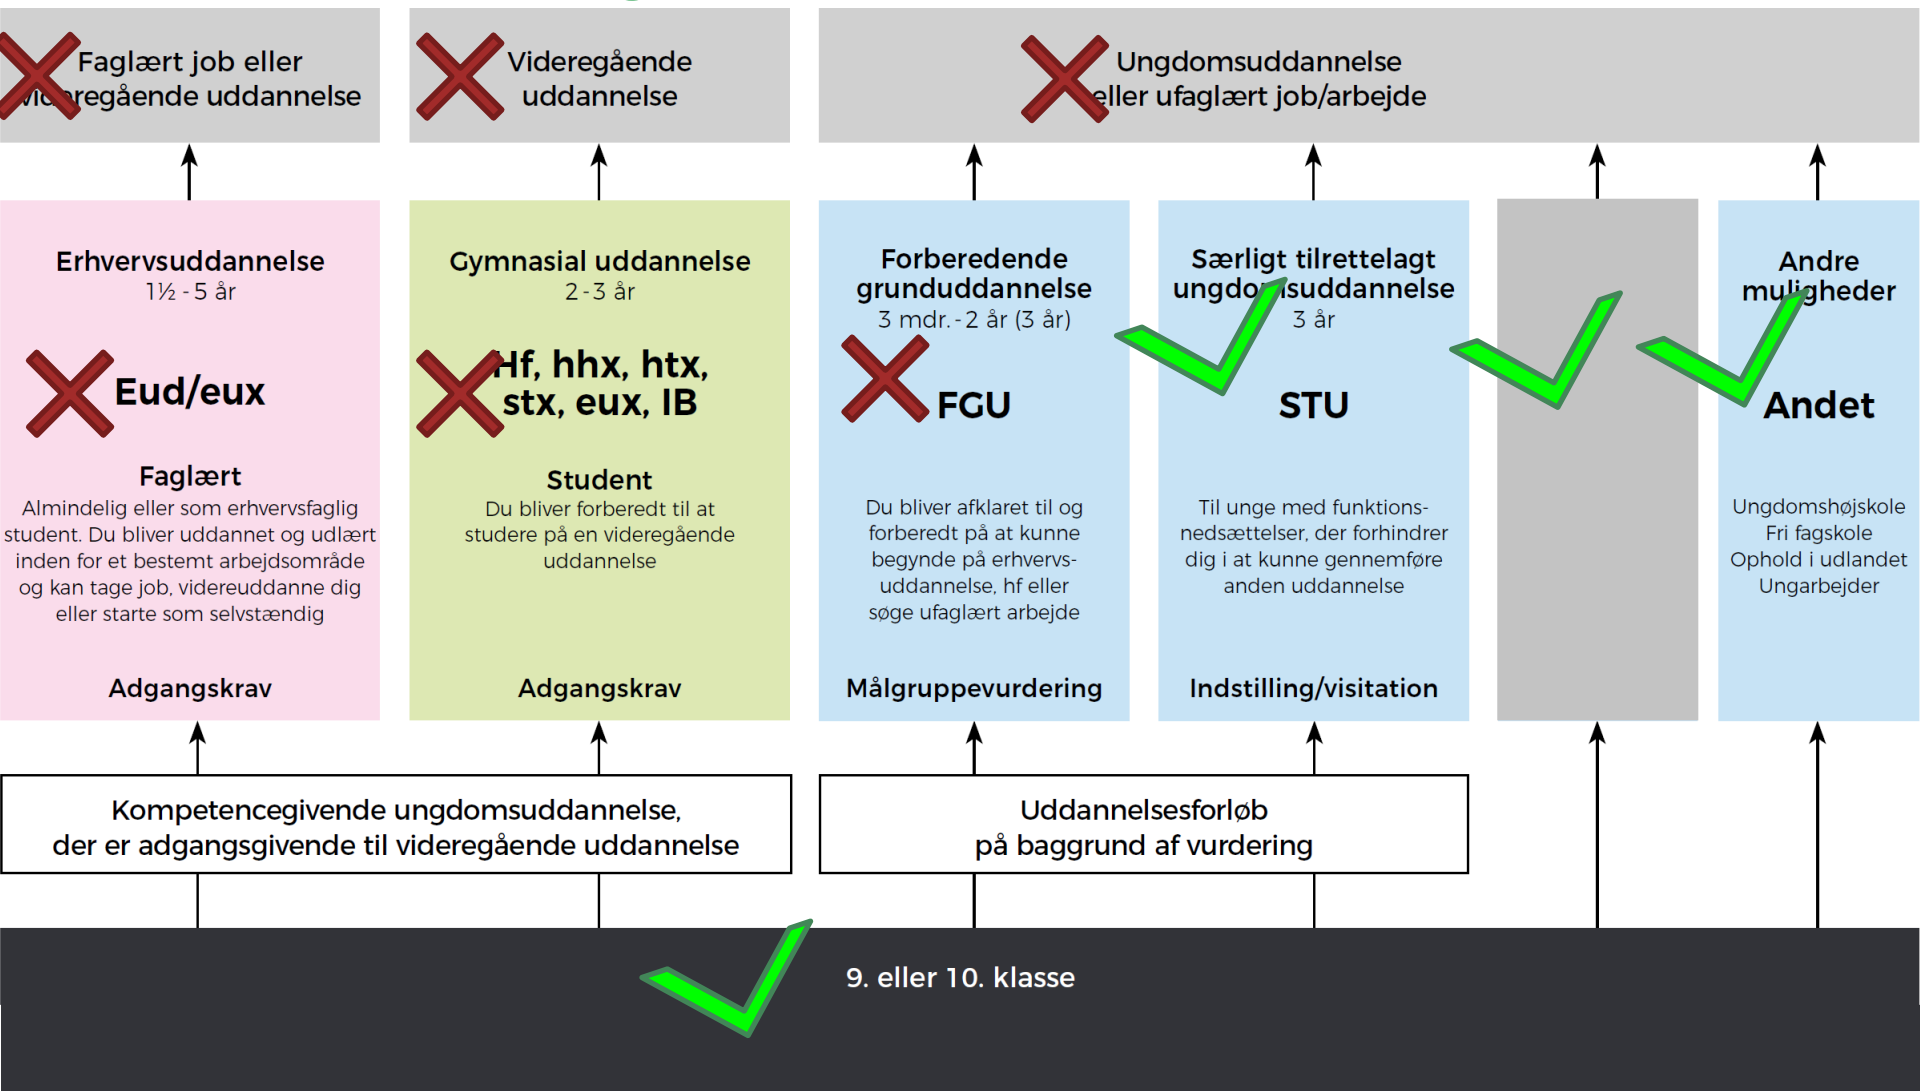 Faglært job eller
videregående uddannelse
Videregående
uddannelse
Ungdomsuddannelse
eller ufaglært job/arbejde
Erhvervsuddannelse
1½ - 5 år
Eud/eux
Faglært
Almindelig eller som erhvervsfaglig
student. Du bliver uddannet og udlært
inden for et bestemt arbejdsområde
og kan tage job, videreuddanne dig
eller starte som selvstændig
Adgangskrav
Gymnasial uddannelse
2 - 3 år
Hf, hhx, htx,
stx, eux, IB
Student
Du bliver forberedt til at
studere på en videregående
uddannelse
Adgangskrav
Forberedende
grunduddannelse
3 mdr. - 2 år (3 år)
FGU
Du bliver afklaret til og
forberedt på at kunne
begynde på erhvervs-
uddannelse, hf eller
søge ufaglært arbejde
Målgruppevurdering
Særligt tilrettelagt
ungdomsuddannelse
3 år
STU
Til unge med funktions-
nedsættelser, der forhindrer
dig i at kunne gennemføre
anden uddannelse
Indstilling/visitation
Andre
muligheder
Andet
Ungdomshøjskole
Fri fagskole
Ophold i udlandet
Ungarbejder
Kompetencegivende ungdomsuddannelse,
der er adgangsgivende til videregående uddannelse
Uddannelsesforløb
på baggrund af vurdering
9. eller 10. klasse